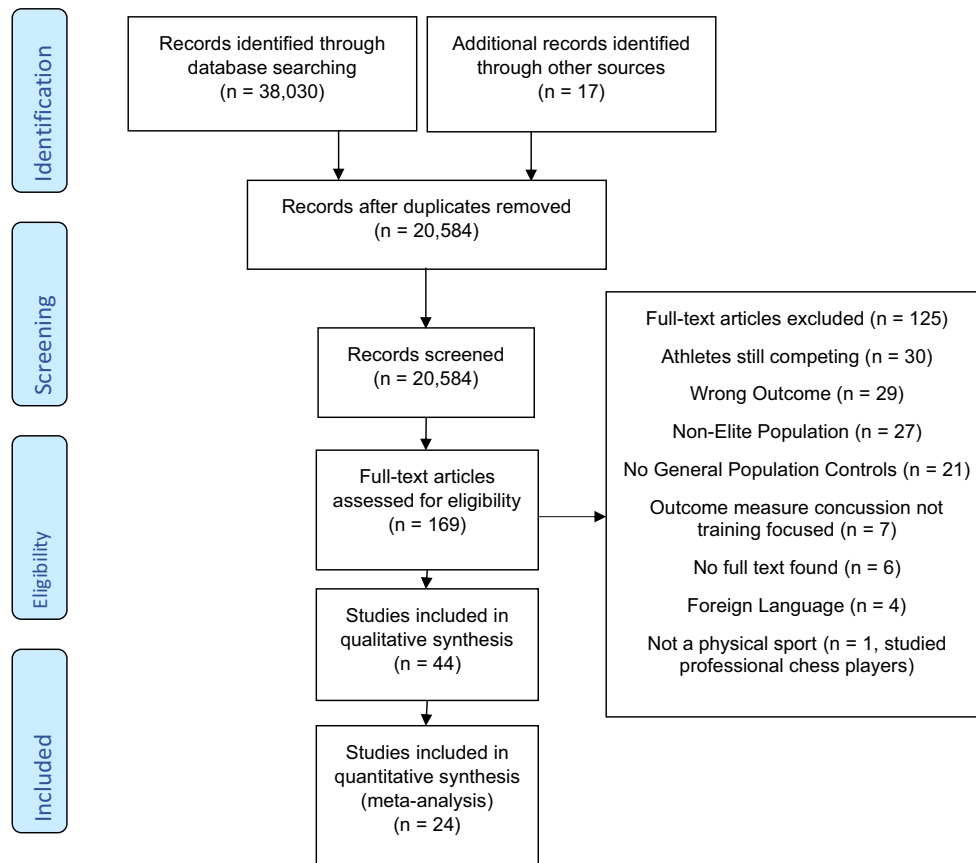 Identification
Records identified through
database searching
(n = 38,030)
Additional records identified
through other sources
(n = 17)
Records after duplicates removed
(n = 20,584)
Screening
Records screened
(n = 20,584)
Eligibility
Full-text articles
assessed for eligibility
(n = 169)
Full-text articles excluded (n = 125)
Athletes still competing (n = 30)
Wrong Outcome (n = 29)
Non-Elite Population (n = 27)
No General Population Controls (n = 21)
Outcome measure concussion not
training focused (n = 7)
No full text found (n = 6)
Foreign Language (n = 4)
Not a physical sport (n = 1, studied
professional chess players)
Studies included in
qualitative synthesis
(n = 44)
Included
Studies included in
quantitative synthesis
(meta-analysis)
(n = 24)